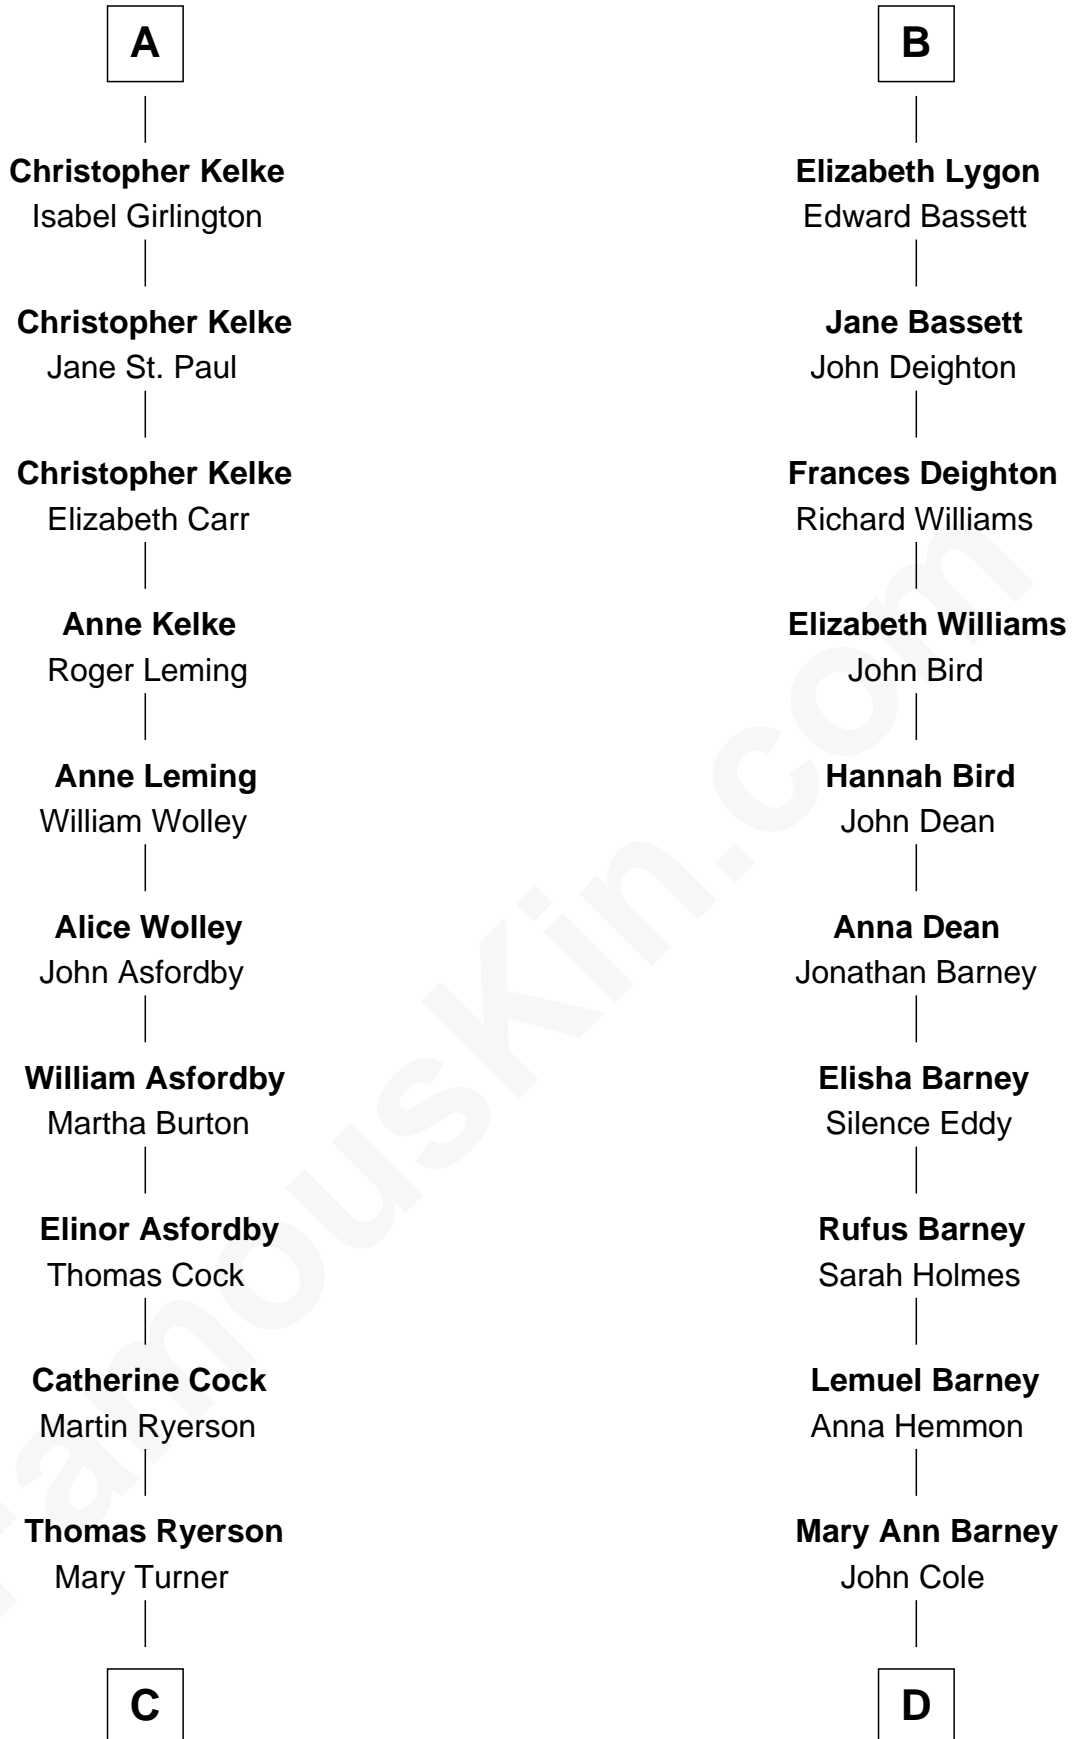 A
Christopher Kelke
Isabel Girlington
Christopher Kelke
Jane St. Paul
Christopher Kelke
Elizabeth Carr
Anne Kelke
Roger Leming
Anne Leming
William Wolley
Alice Wolley
John Asfordby
William Asfordby
Martha Burton
Elinor Asfordby
Thomas Cock
Catherine Cock
Martin Ryerson
Thomas Ryerson
Mary Turner
C
B
Elizabeth Lygon
Edward Bassett
Jane Bassett
John Deighton
Frances Deighton
Richard Williams
Elizabeth Williams
John Bird
Hannah Bird
John Dean
Anna Dean
Jonathan Barney
Elisha Barney
Silence Eddy
Rufus Barney
Sarah Holmes
Lemuel Barney
Anna Hemmon
Mary Ann Barney
John Cole
D
FamousKin.com